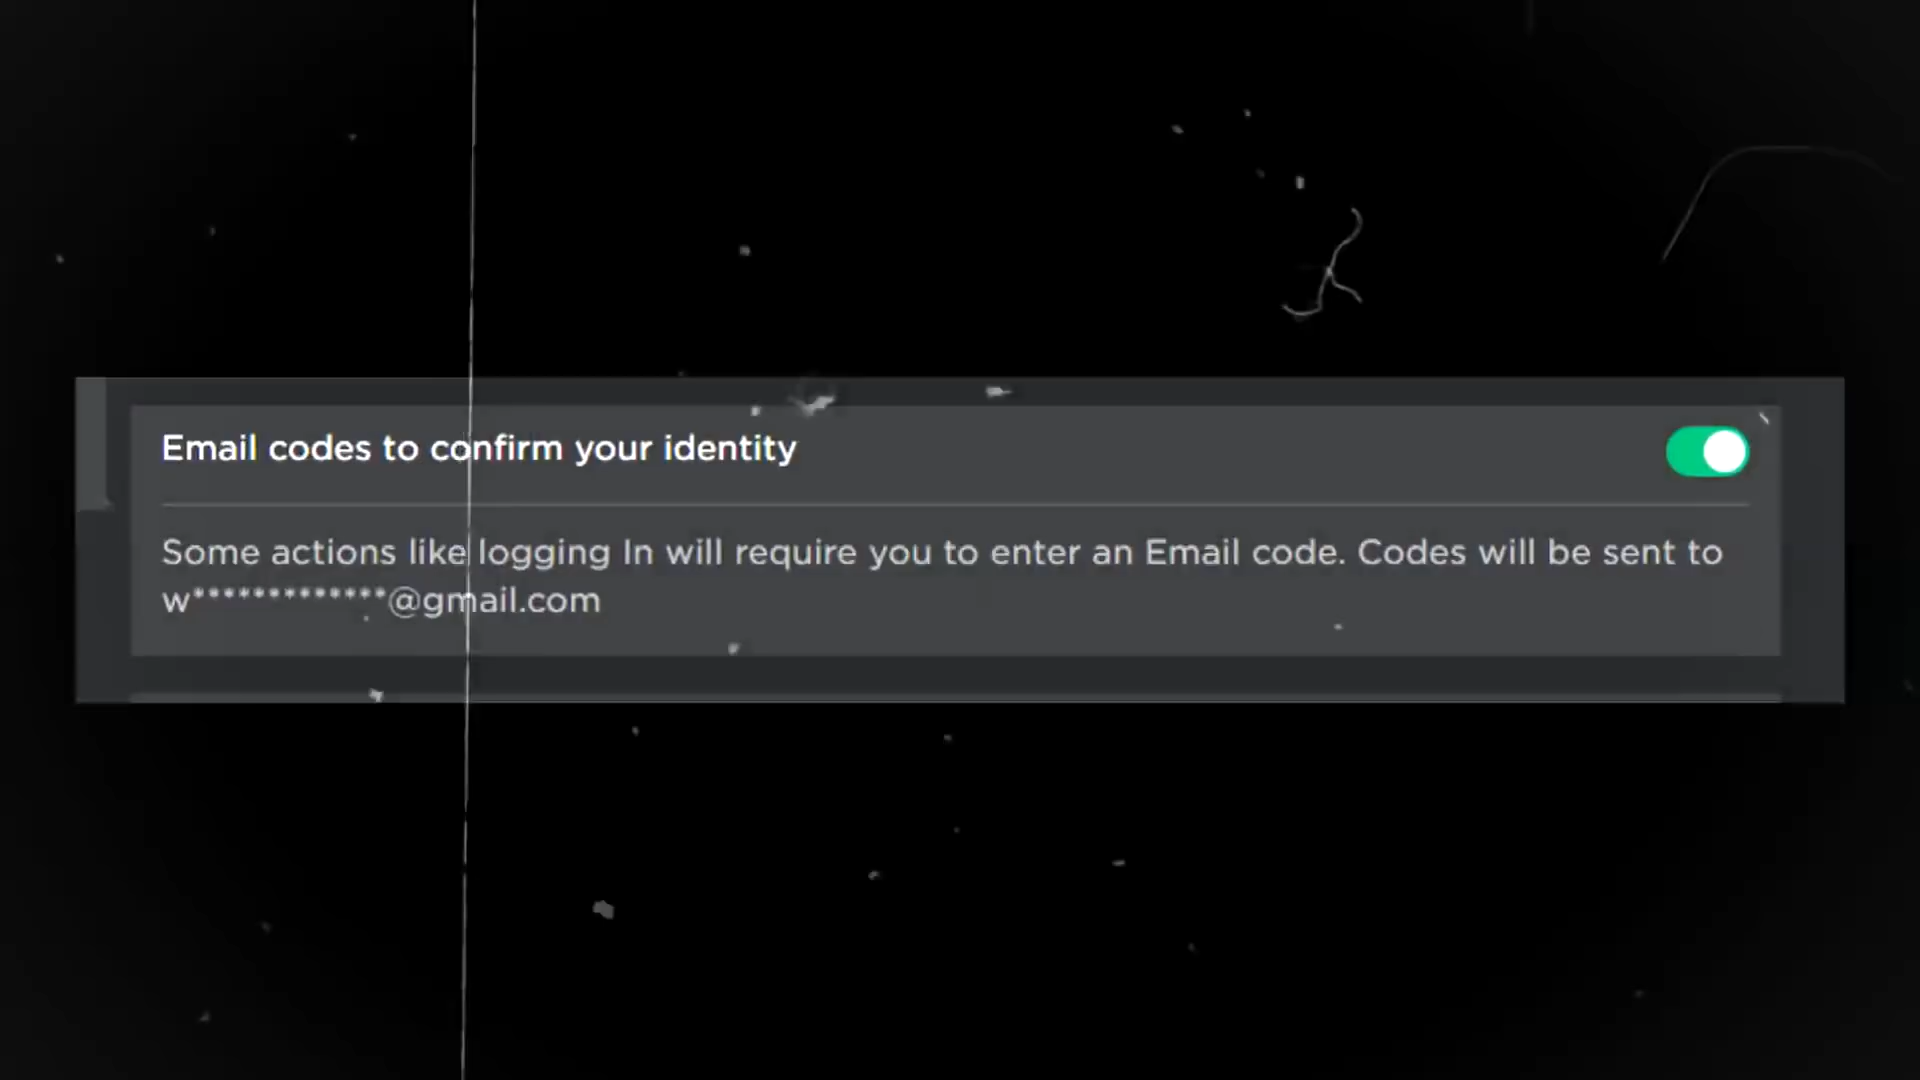 Email codes to confirm your identity
Some actions like logging In will require you to enter an Email code. Codes will be sent to
w*************@gmail.com